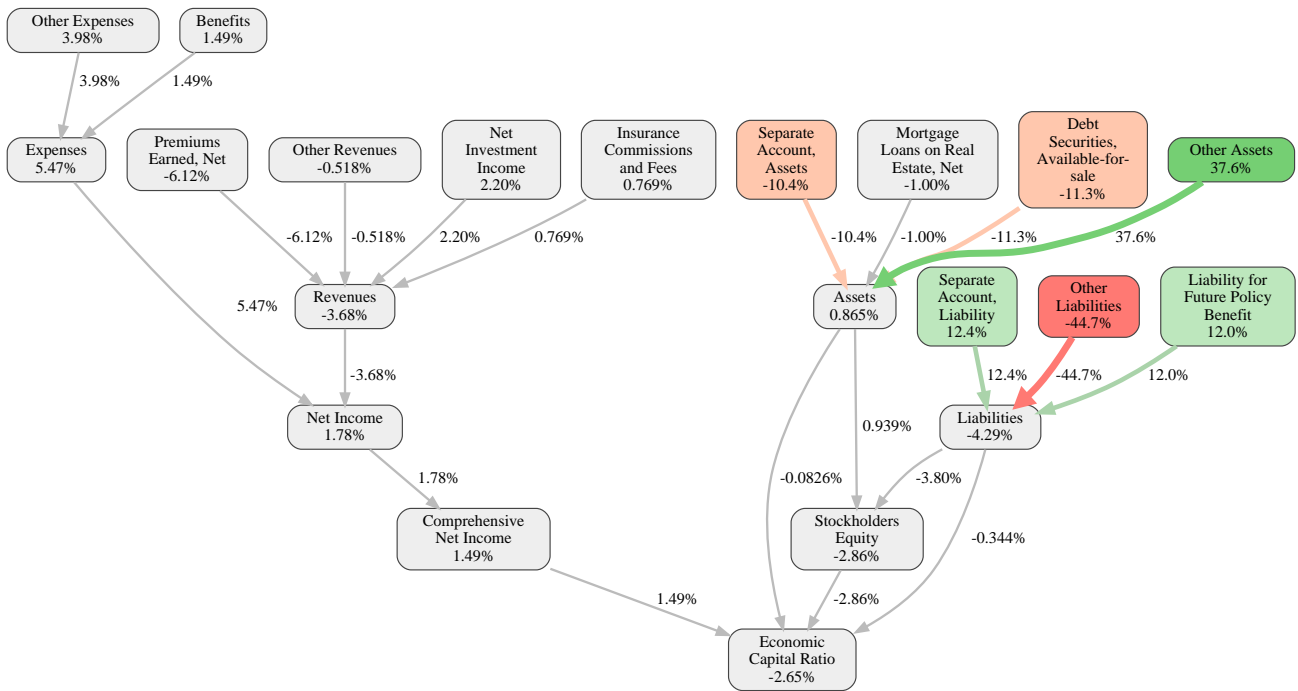 Other Expenses
3.98%
Benefits
1.49%
3.98%
1.49%
Expenses
5.47%
Premiums
Earned, Net
-6.12%
Other Revenues
-0.518%
Net
Investment
Income
2.20%
Insurance
Commissions
and Fees
0.769%
Separate
Account,
Assets
-10.4%
Mortgage
Loans on Real
Estate, Net
-1.00%
Debt
Securities,
Available-for-
sale
-11.3%
Other Assets
37.6%
-6.12%
-0.518%
2.20%
0.769%
-10.4%
-1.00%
-11.3%
37.6%
5.47%
Revenues
-3.68%
Assets
0.865%
Separate
Account,
Liability
12.4%
Other
Liabilities
-44.7%
Liability for
Future Policy
Benefit
12.0%
-3.68%
12.4%
-44.7%
12.0%
Net Income
1.78%
0.939%
Liabilities
-4.29%
1.78%
-0.0826%
-3.80%
Comprehensive
Net Income
1.49%
Stockholders
Equity
-2.86%
-0.344%
1.49%
-2.86%
Economic
Capital Ratio
-2.65%